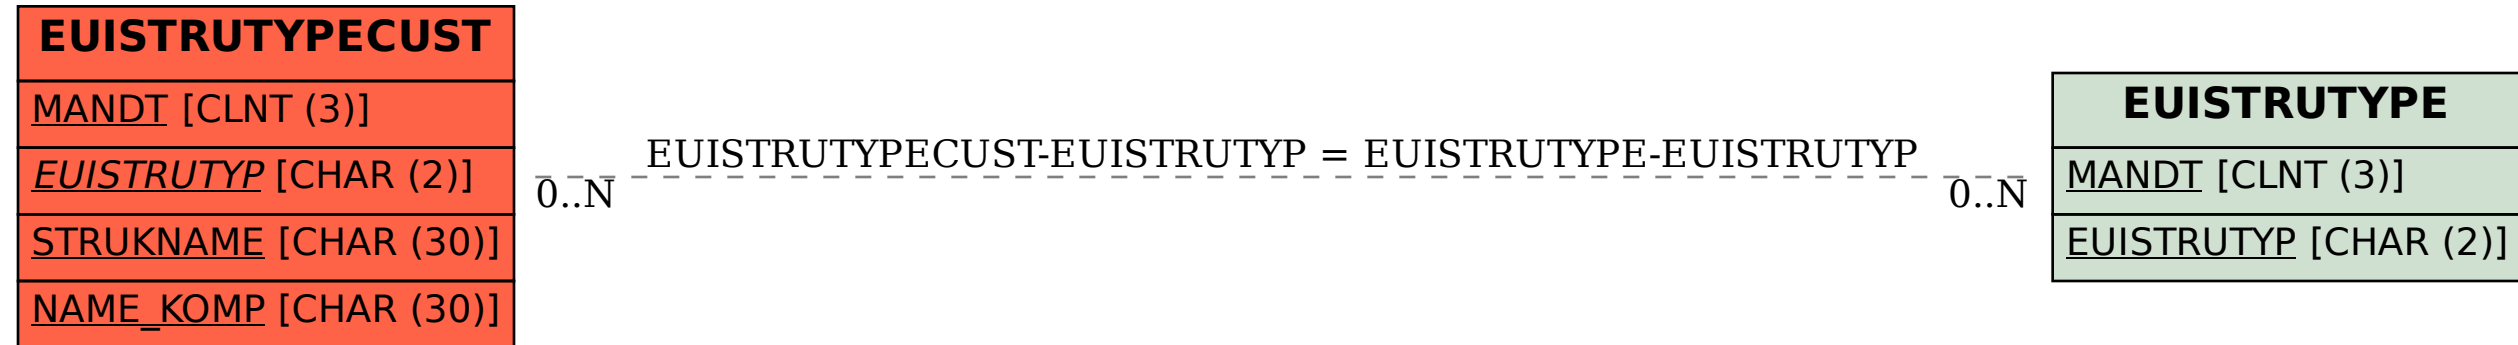 EUISTRUTYPECUST
MANDT [CLNT (3)]
EUISTRUTYP [CHAR (2)]
STRUKNAME [CHAR (30)]
NAME_KOMP [CHAR (30)]
EUISTRUTYPECUST-EUISTRUTYP = EUISTRUTYPE-EUISTRUTYP
0..N
0..N
EUISTRUTYPE
MANDT [CLNT (3)]
EUISTRUTYP [CHAR (2)]